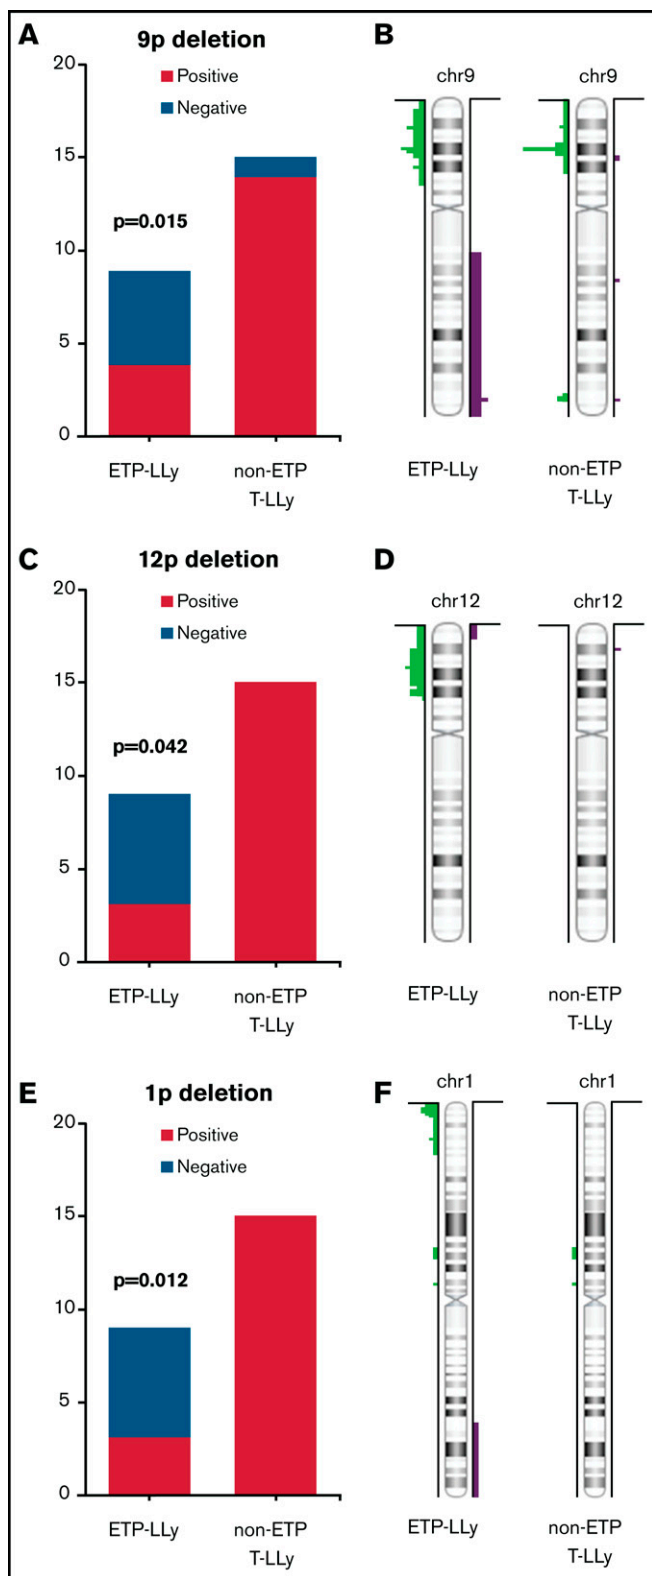 A
9p deletion
20
15
10
5
0
Positive
Negative
p=0.015
ETP-LLy
non-ETP
T-LLy
B
chr9
chr9
ETP-LLy
non-ETP
T-LLy
C
12p deletion
20
15
10
5
0
Positive
Negative
p=0.042
ETP-LLy
non-ETP
T-LLy
D
chr12
chr12
ETP-LLy
non-ETP
T-LLy
E
1p deletion
20
15
10
5
0
Positive
Negative
p=0.012
ETP-LLy
non-ETP
T-LLy
F
chr1
chr1
ETP-LLy
non-ETP
T-LLy